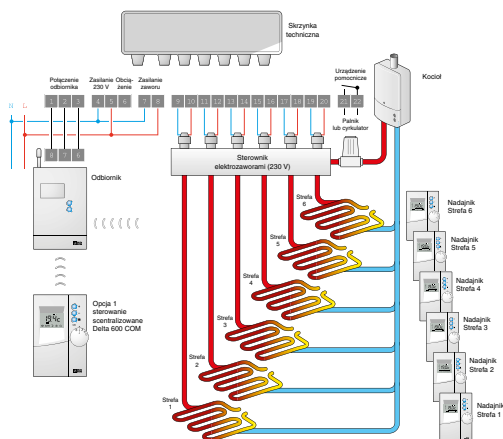 Skrzynka
techniczna
Połączenie
odbiornika
Zasilanie
230 V
Obcią-
żenie
Zasilanie
zaworu
Urządzenie
pomocnicze
Kocioł
1 2 3 4 5 6 7 8 9 10 11 12 13 14 15 16 17 18 19 20 21 22
N L
Palnik
lub cyrkulator
Sterownik
elektrozaworami (230 V)
Odbiornik
Strefa
6
Strefa
5
Strefa
4
Strefa
3
Strefa
2
Strefa
1
Nadajnik
Strefa 6
Nadajnik
Strefa 5
Nadajnik
Strefa 4
Nadajnik
Strefa 3
Nadajnik
Strefa 2
Nadajnik
Strefa 1
Opcja 1
sterowanie
scentralizowane
Delta 600 COM